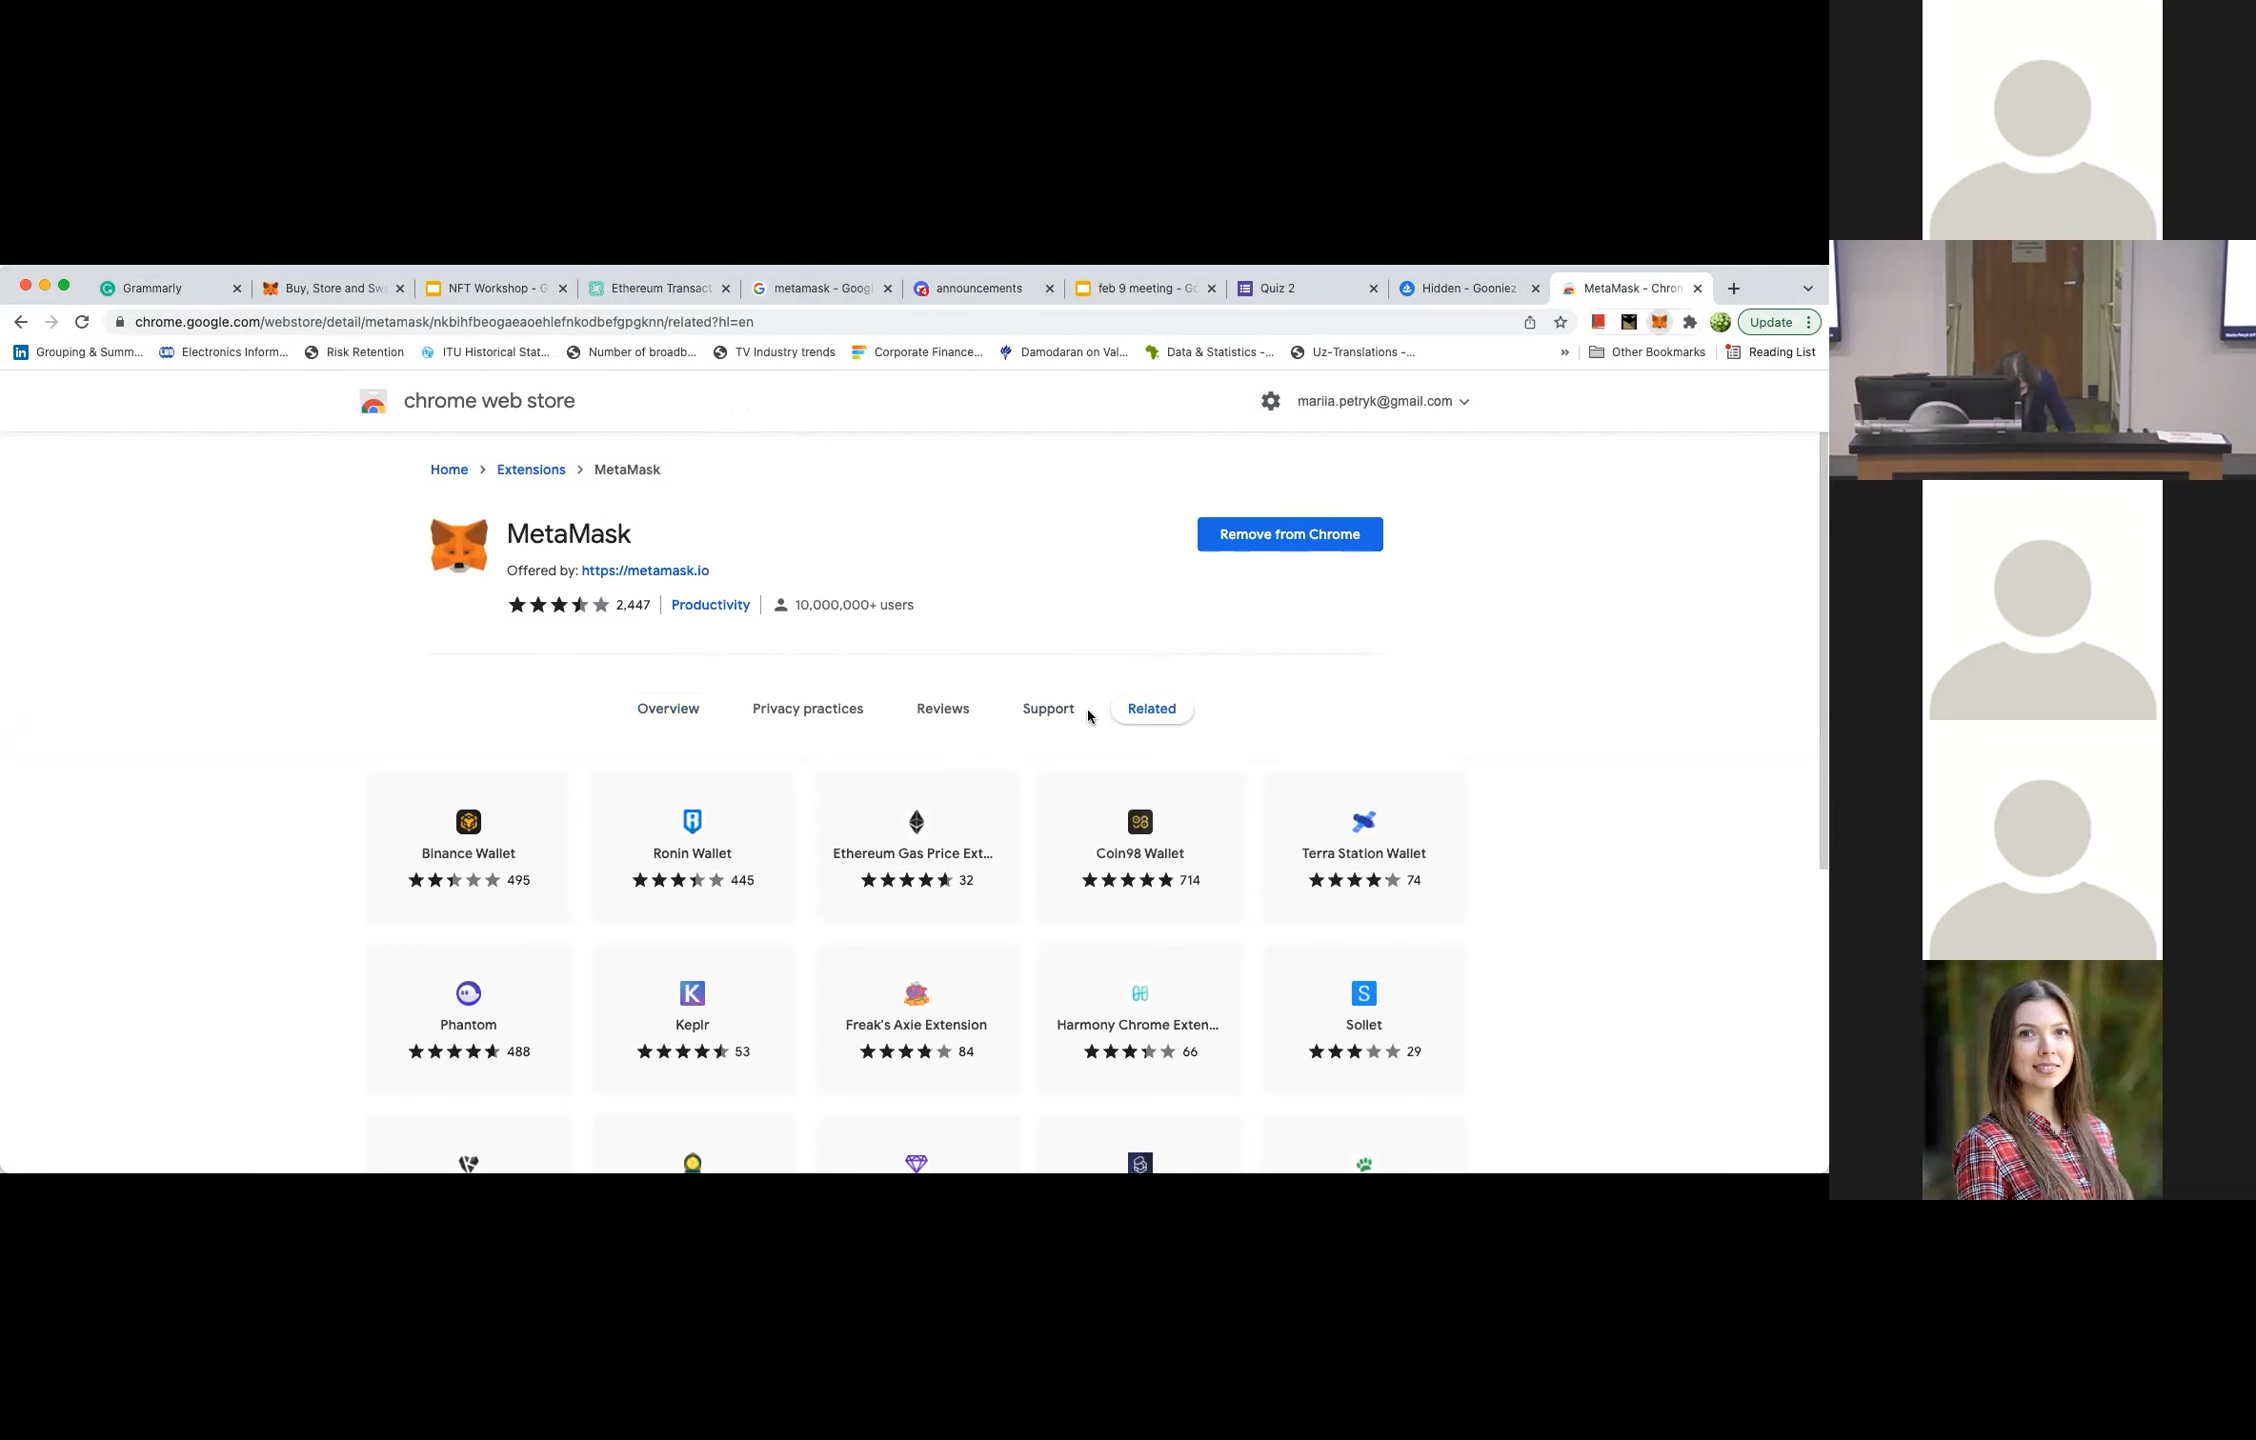 Grammarly
Buy, Store and Sw
NFT Workshop - G
Ethereum Transact
metamask - Googl
announcements
feb 9 meeting - Go
Quiz 2
Hidden - Gooniez
MetaMask - Chron
chrome.google.com/webstore/detail/metamask/nkbihfbeogaeaoehlefnkodbefgpgknn/related?hl=en
Update
Grouping & Summ...
Electronics Inform...
Risk Retention
ITU Historical Stat...
Number of broadb...
TV Industry trends
Corporate Finance...
Damodaran on Val...
Data & Statistics -...
Uz-Translations -...
»
Other Bookmarks
Reading List
chrome web store
mariia.petryk@gmail.com
Home > Extensions > MetaMask
MetaMask
Remove from Chrome
Offered by: https://metamask.io
2,447 | Productivity | 10,000,000+ users
Overview
Privacy practices
Reviews
Support
Related
Binance Wallet
495
Ronin Wallet
445
Ethereum Gas Price Ext...
32
Coin98 Wallet
714
Terra Station Wallet
74
Phantom
488
Keplr
53
Freak's Axie Extension
84
Harmony Chrome Exten...
66
Sollet
29